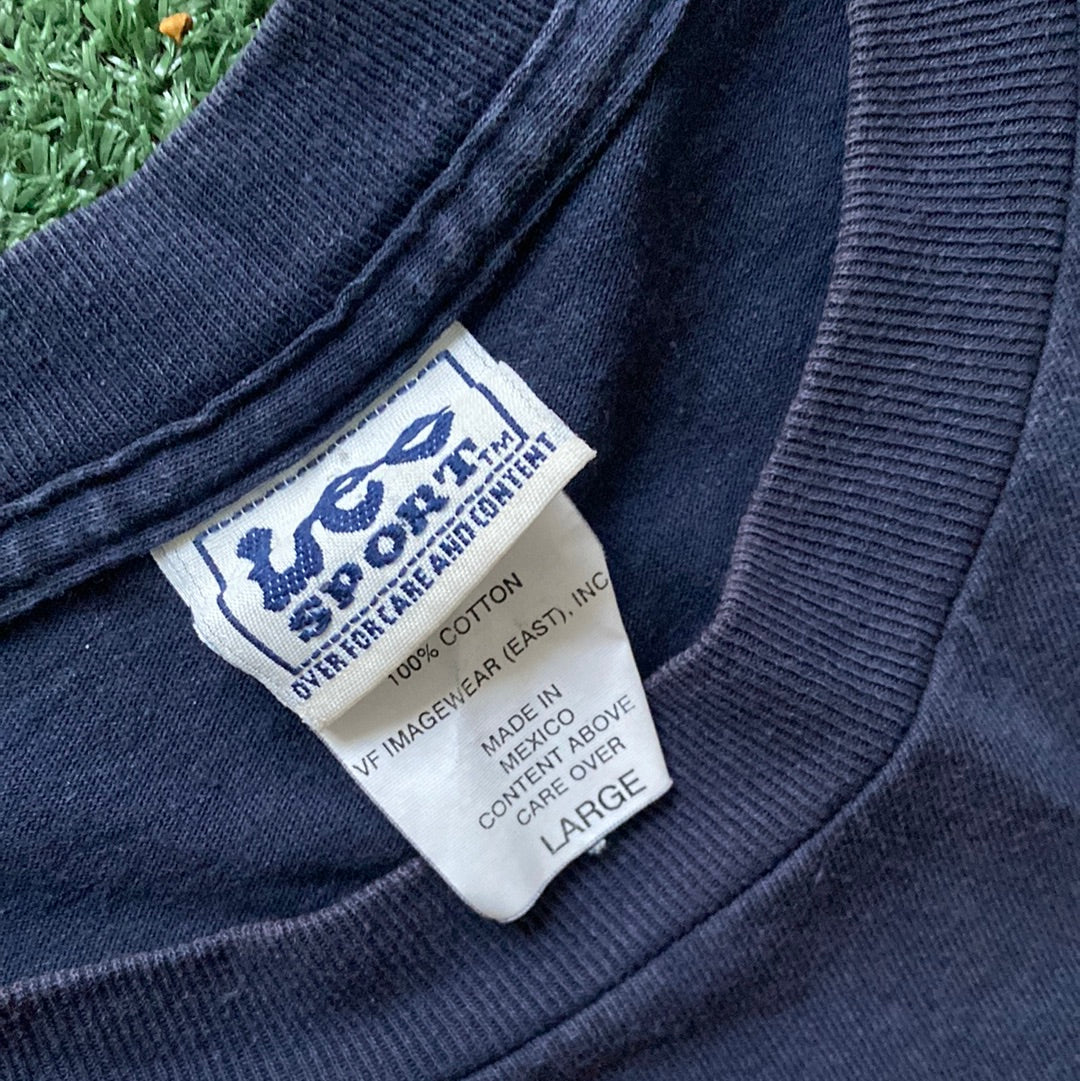 Lee
SPORT™
OVER FOR CARE AND CONTENT
100% COTTON
VF IMAGEWEAR (EAST), INC
MADE IN
MEXICO
CONTENT ABOVE
CARE OVER
LARGE